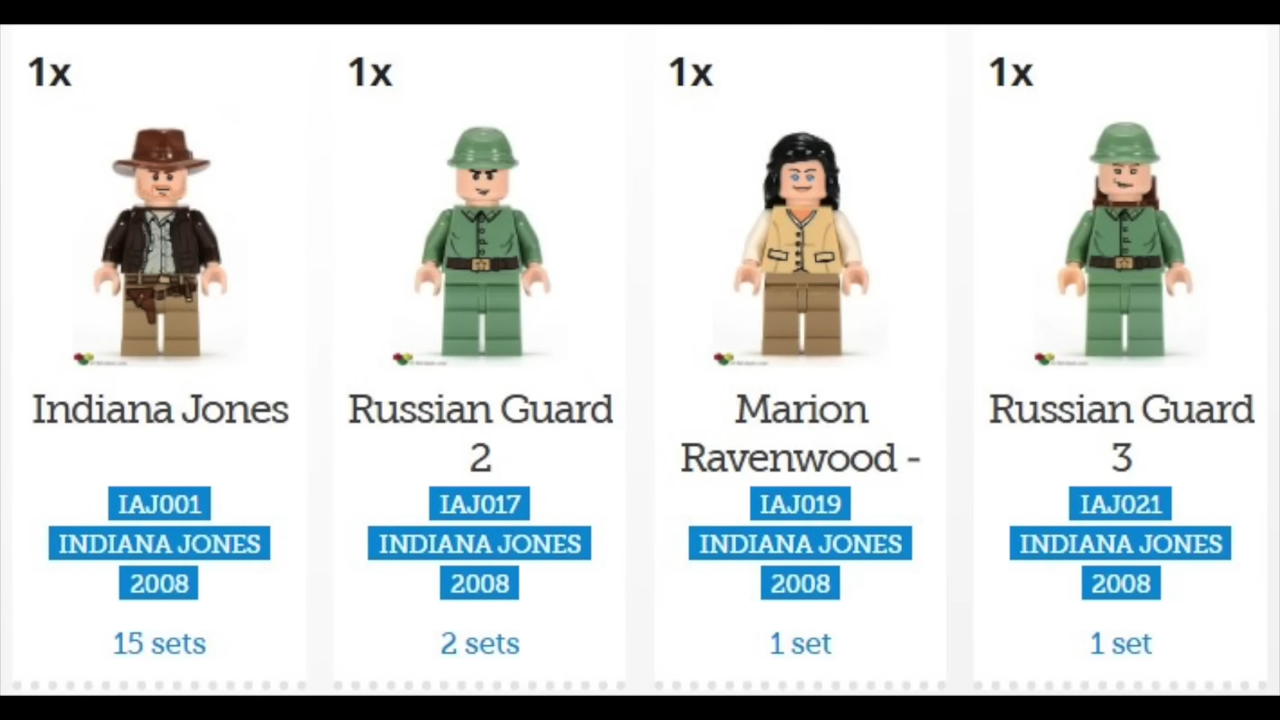 1x
1x
1x
1x
Indiana Jones
IAJ001
INDIANA JONES
2008
15 sets
Russian Guard
2
IAJ017
INDIANA JONES
2008
2 sets
Marion
Ravenwood -
IAJ019
INDIANA JONES
2008
1 set
Russian Guard
3
IAJ021
INDIANA JONES
2008
1 set